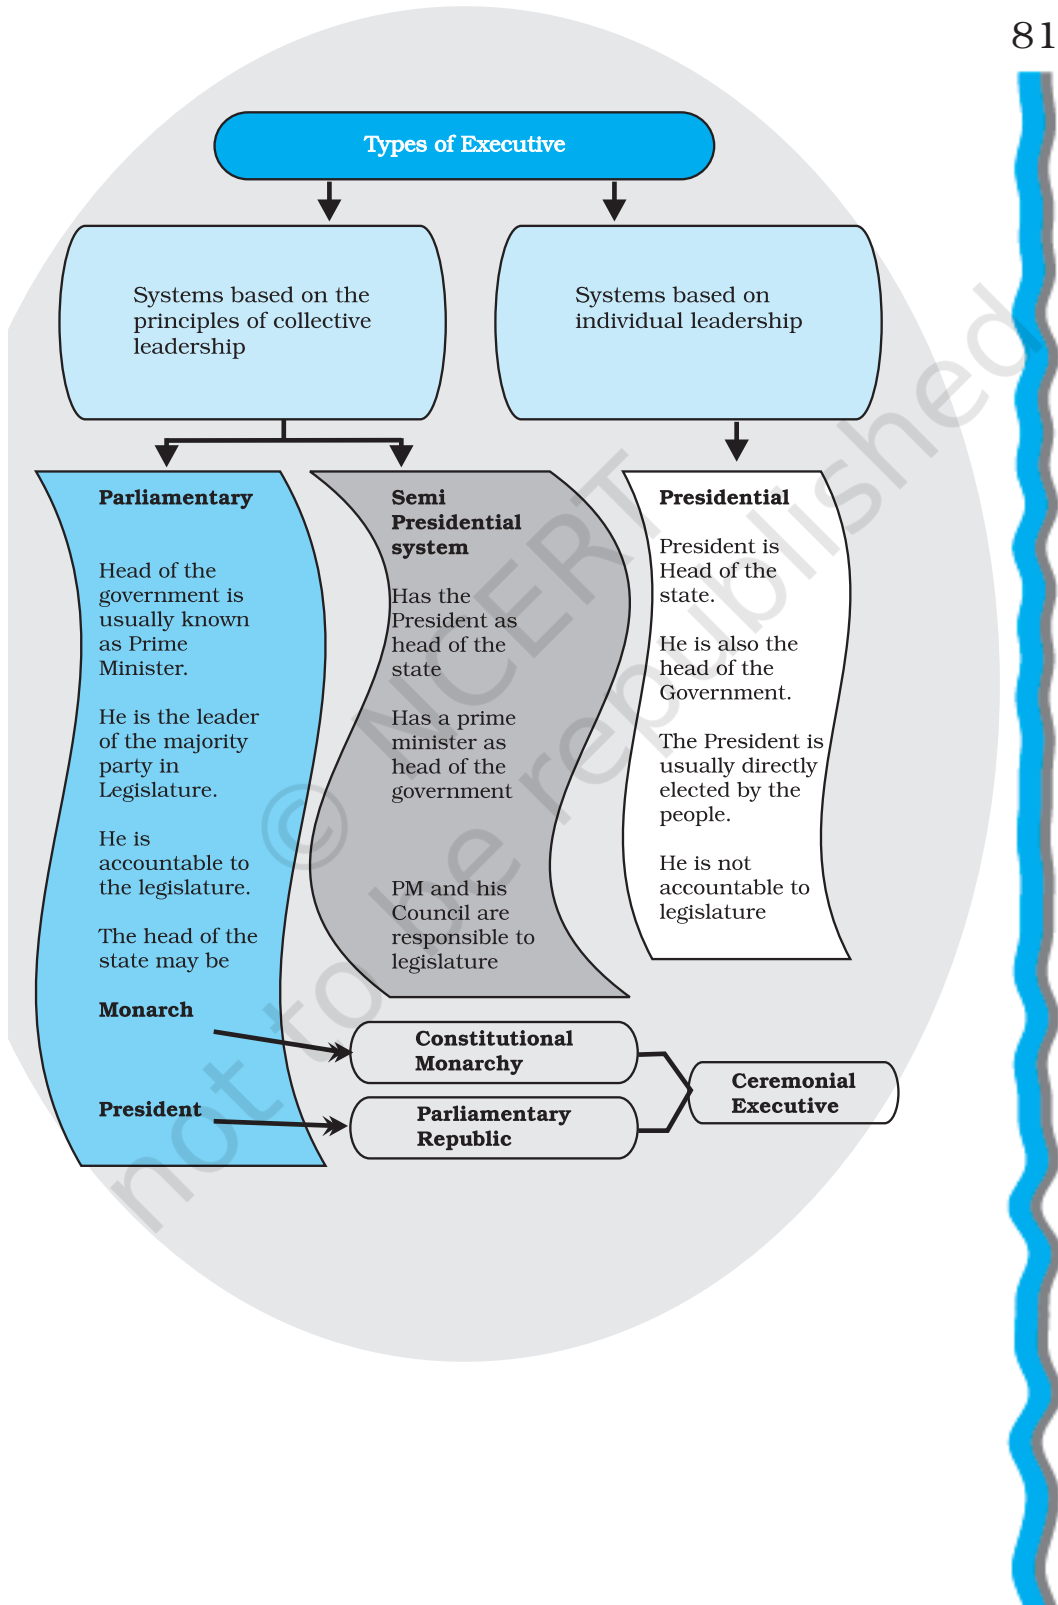 81
Types of Executive
Systems based on the
principles of collective
leadership
Systems based on
individual leadership
Parliamentary
Head of the
government is
usually known
as Prime
Minister.
He is the leader
of the majority
party in
Legislature.
He is
accountable to
the legislature.
The head of the
state may be
Monarch
President
Semi
Presidential
system
Has the
President as
head of the
state
Has a prime
minister as
head of the
government
PM and his
Council are
responsible to
legislature
Presidential
President is
Head of the
state.
He is also the
head of the
Government.
The President is
usually directly
elected by the
people.
He is not
accountable to
legislature
Constitutional
Monarchy
Parliamentary
Republic
Ceremonial
Executive
© NCERT
not to be republished